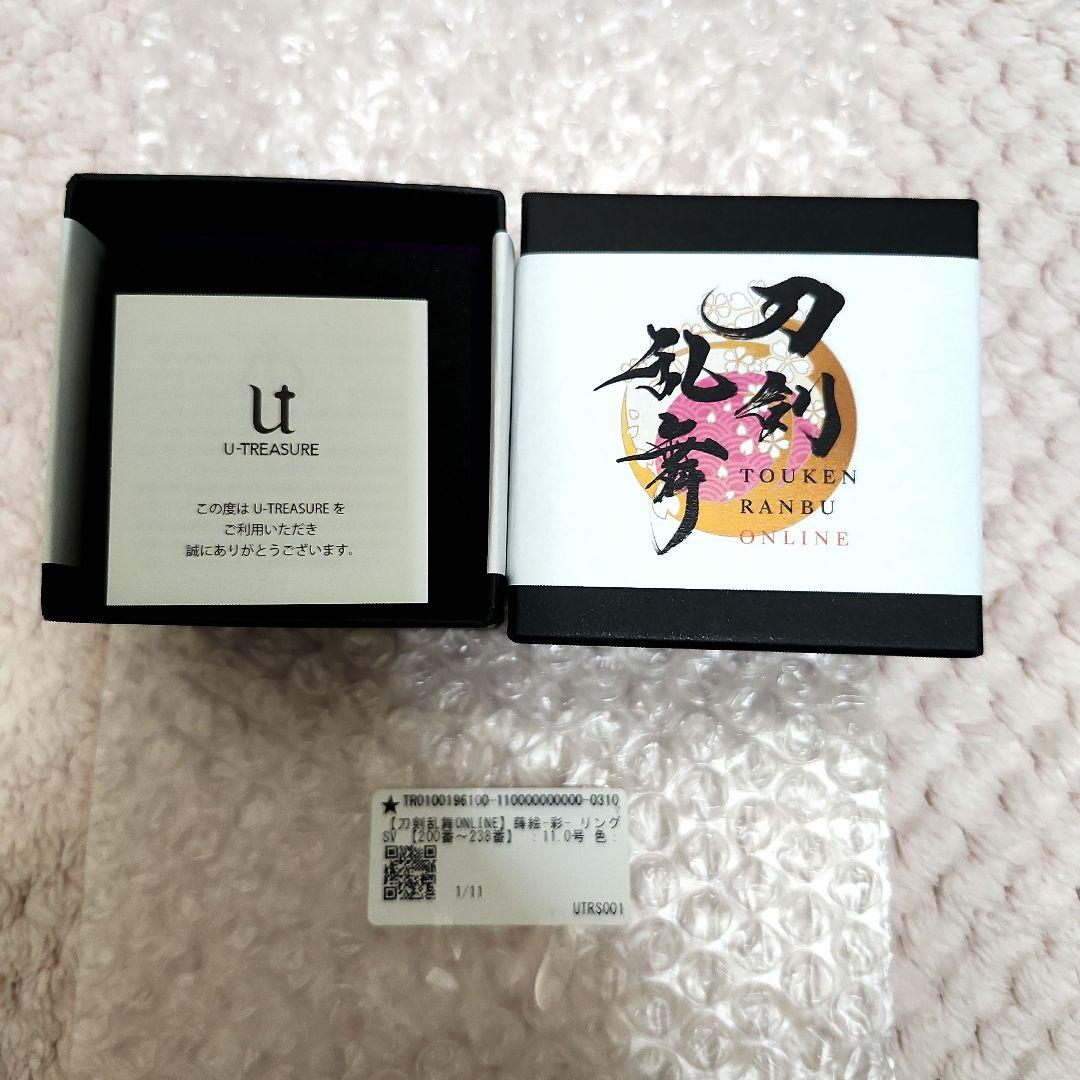 ut
U-TREASURE
この度は U-TREASURE を
ご利用いただき
誠にありがとうございます。
刀剣
乱舞
TOUKEN
RANBU
ONLINE
★TR0100196100-110000000000-0310
【刀剣乱舞ONLINE】蒔絵-彩- リング
SV 【200番～238番】 : 11.0号 色:
1/11
UTRS001